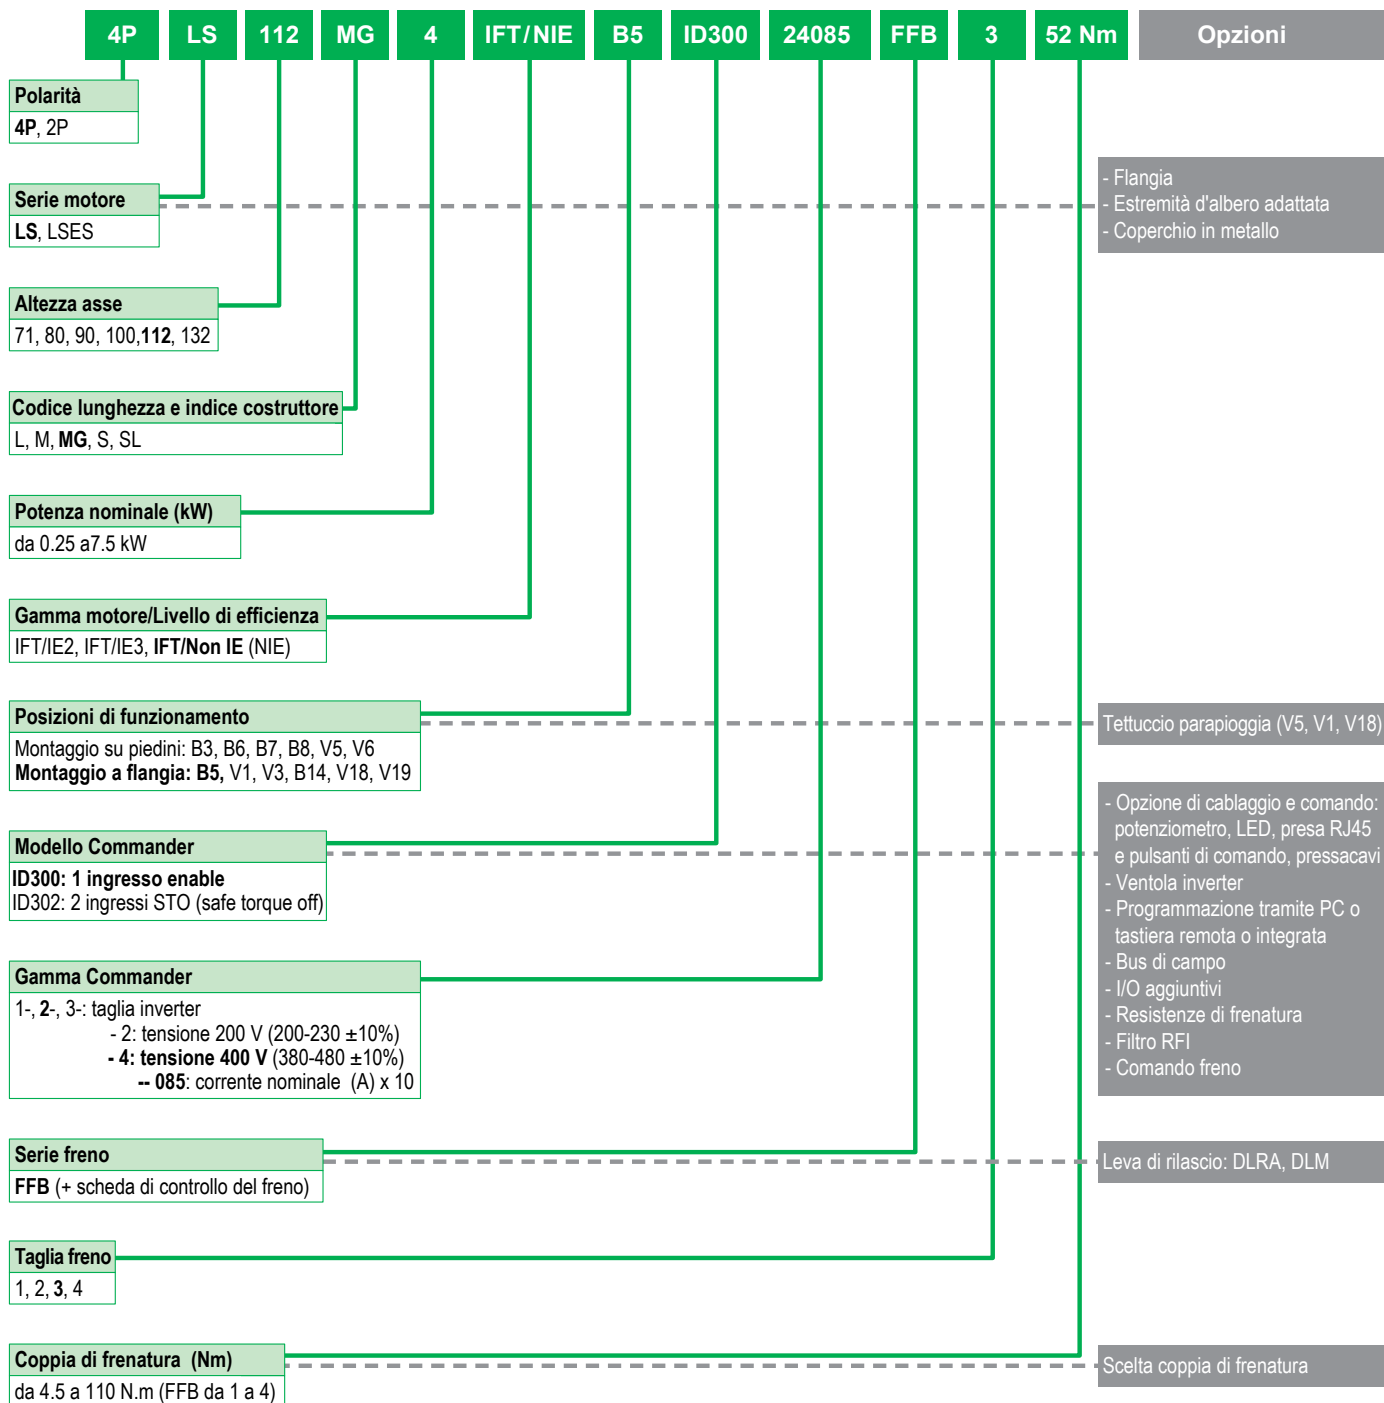 4P LS 112 MG 4 IFT/NIE B5 ID300 24085 FFB 3 52 Nm Opzioni
Polarità
4P, 2P
Serie motore
LS, LSES
- Flangia
- Estremità d'albero adattata
- Coperchio in metallo
Altezza asse
71, 80, 90, 100,112, 132
Codice lunghezza e indice costruttore
L, M, MG, S, SL
Potenza nominale (kW)
da 0.25 a7.5 kW
Gamma motore/Livello di efficienza
IFT/IE2, IFT/IE3, IFT/Non IE (NIE)
Posizioni di funzionamento
Montaggio su piedini: B3, B6, B7, B8, V5, V6
Montaggio a flangia: B5, V1, V3, B14, V18, V19
Tettuccio parapioggia (V5, V1, V18)
Modello Commander
ID300: 1 ingresso enable
ID302: 2 ingressi STO (safe torque off)
- Opzione di cablaggio e comando:
potenziometro, LED, presa RJ45
e pulsanti di comando, pressacavi
- Ventola inverter
- Programmazione tramite PC o
tastiera remota o integrata
- Bus di campo
- I/O aggiuntivi
- Resistenze di frenatura
- Filtro RFI
- Comando freno
Gamma Commander
1-, 2-, 3-: taglia inverter
- 2: tensione 200 V (200-230 ±10%)
- 4: tensione 400 V (380-480 ±10%)
-- 085: corrente nominale (A) x 10
Serie freno
FFB (+ scheda di controllo del freno)
Leva di rilascio: DLRA, DLM
Taglia freno
1, 2, 3, 4
Coppia di frenatura (Nm)
da 4.5 a 110 N.m (FFB da 1 a 4)
Scelta coppia di frenatura